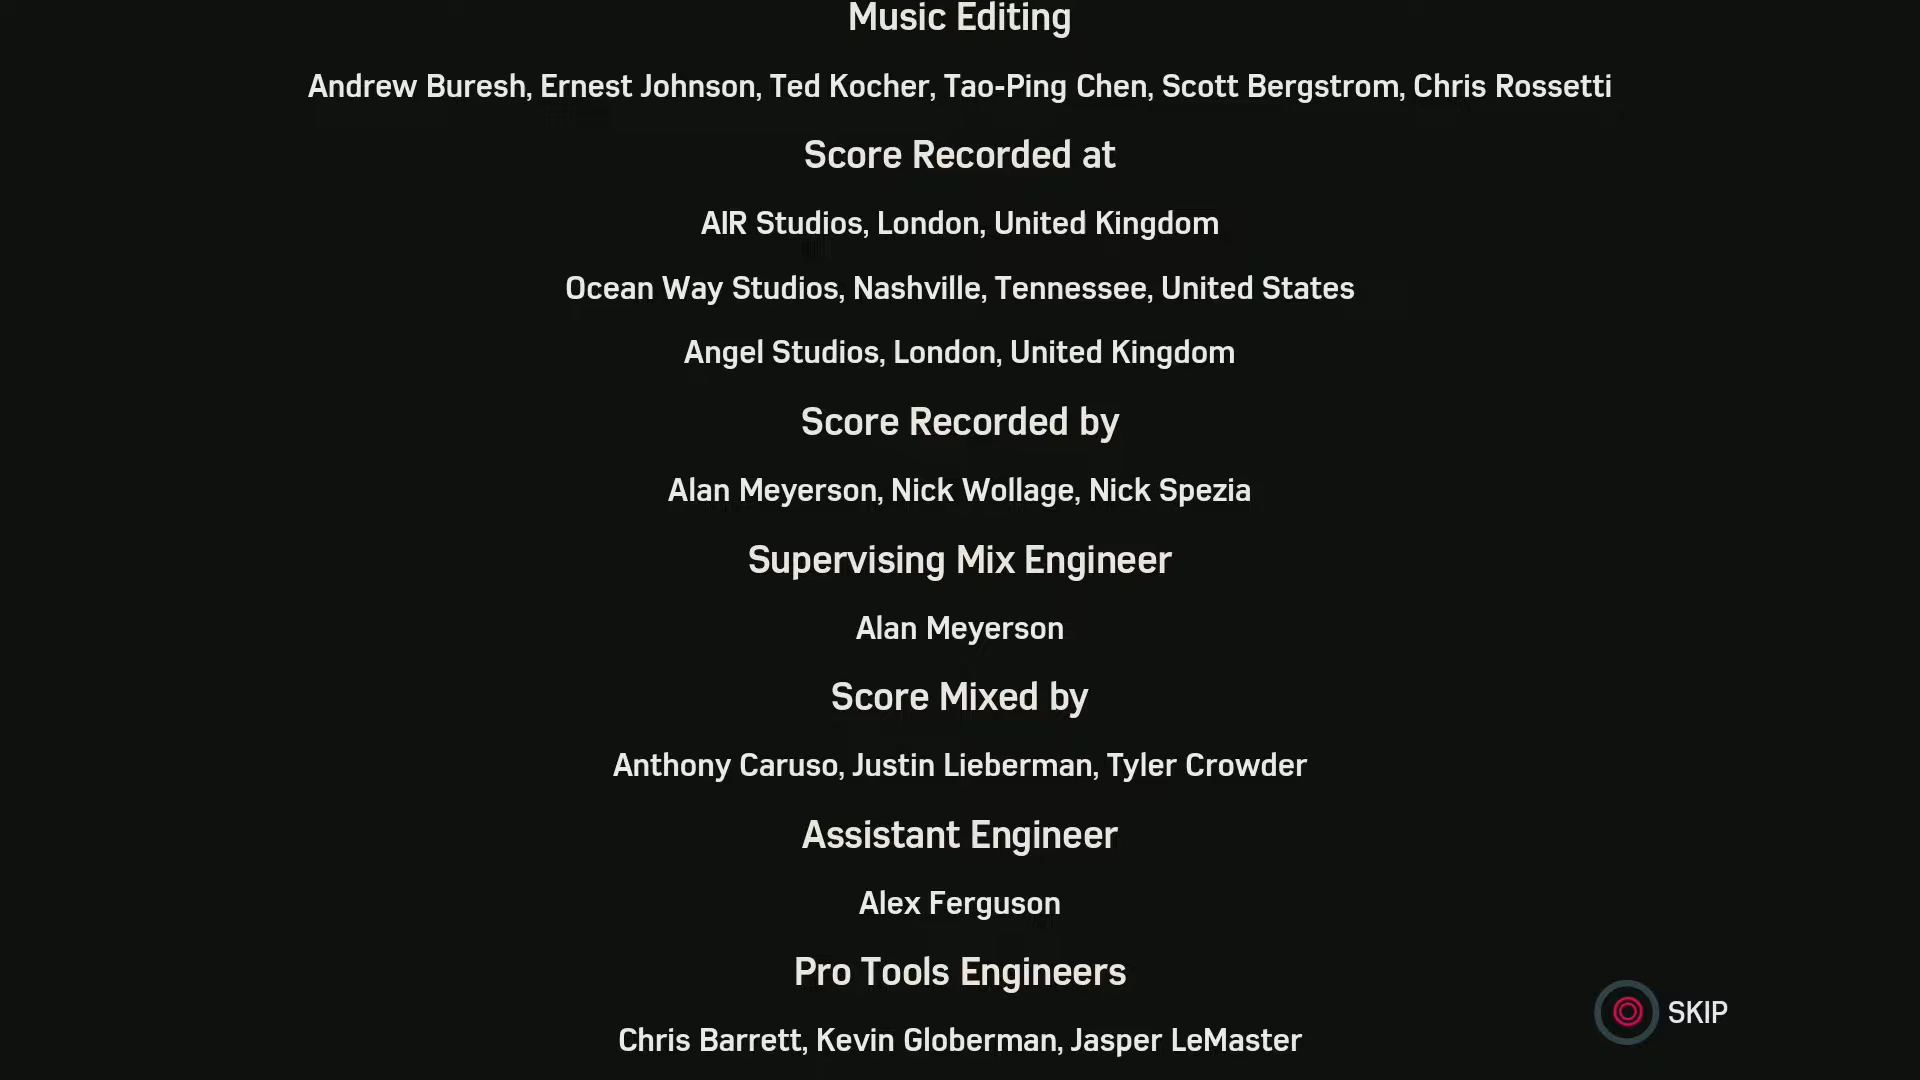 Music Editing
Andrew Buresh, Ernest Johnson, Ted Kocher, Tao-Ping Chen, Scott Bergstrom, Chris Rossetti
Score Recorded at
AIR Studios, London, United Kingdom
Ocean Way Studios, Nashville, Tennessee, United States
Angel Studios, London, United Kingdom
Score Recorded by
Alan Meyerson, Nick Wollage, Nick Spezia
Supervising Mix Engineer
Alan Meyerson
Score Mixed by
Anthony Caruso, Justin Lieberman, Tyler Crowder
Assistant Engineer
Alex Ferguson
Pro Tools Engineers
SKIP
Chris Barrett, Kevin Globerman, Jasper LeMaster